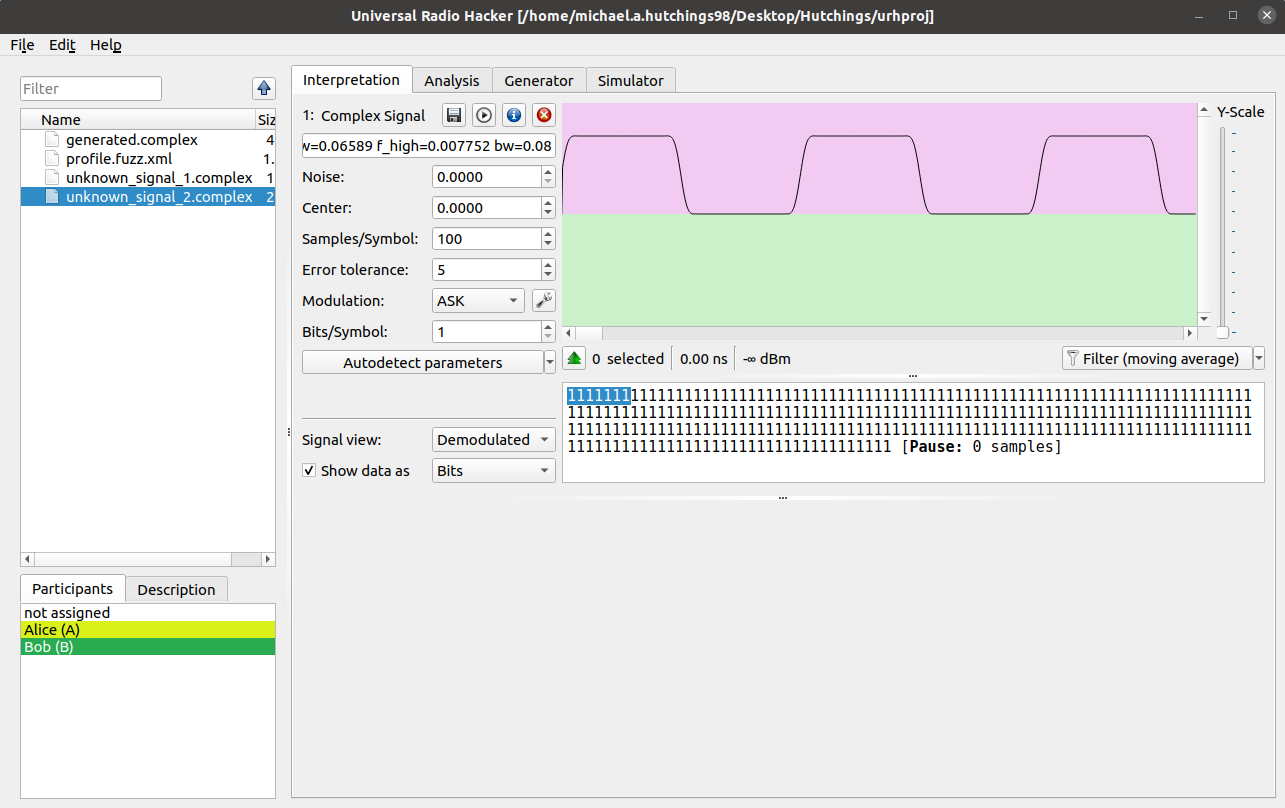 Universal Radio Hacker [/home/michael.a.hutchings98/Desktop/Hutchings/urhproj]
File Edit Help
Filter
Name Siz
generated.complex 4
profile.fuzz.xml 1.
unknown_signal_1.complex 1
unknown_signal_2.complex 2
Participants Description
not assigned
Alice (A)
Bob (B)
Interpretation Analysis Generator Simulator
1: Complex Signal
w=0.06589 f_high=0.007752 bw=0.08
Noise: 0.0000
Center: 0.0000
Samples/Symbol: 100
Error tolerance: 5
Modulation: ASK
Bits/Symbol: 1
Autodetect parameters
Signal view: Demodulated
Show data as Bits
Y-Scale
0 selected 0.00 ns -∞ dBm Filter (moving average)
1111111111111111111111111111111111111111111111111111111111111111111111111111
1111111111111111111111111111111111111111111111111111111111111111111111111111
1111111111111111111111111111111111111111111111111111111111111111111111111111
111111111111111111111111111111111111 [Pause: 0 samples]